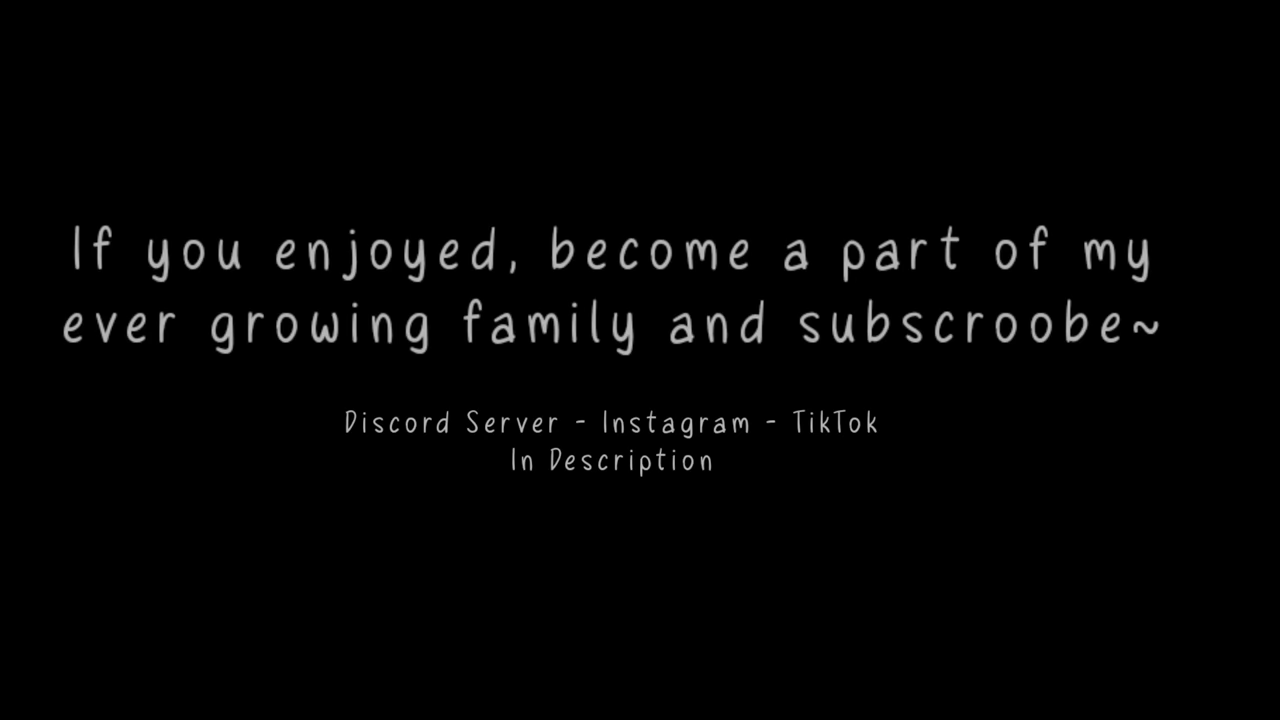 If you enjoyed, become a part of my
ever growing family and subscroobe~
Discord Server - Instagram - TikTok
In Description